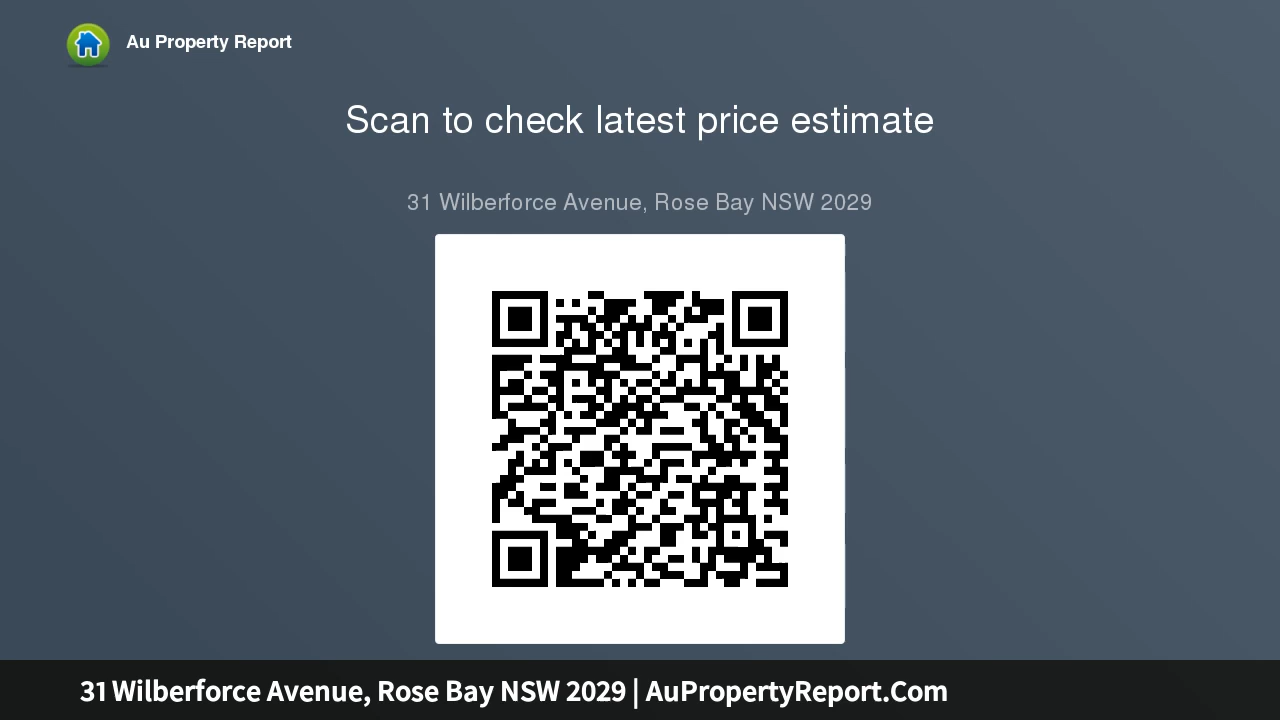 Au Property Report
Scan to check latest price estimate
31 Wilberforce Avenue, Rose Bay NSW 2029
31 Wilberforce Avenue, Rose Bay NSW 2029 | AuPropertyReport.Com